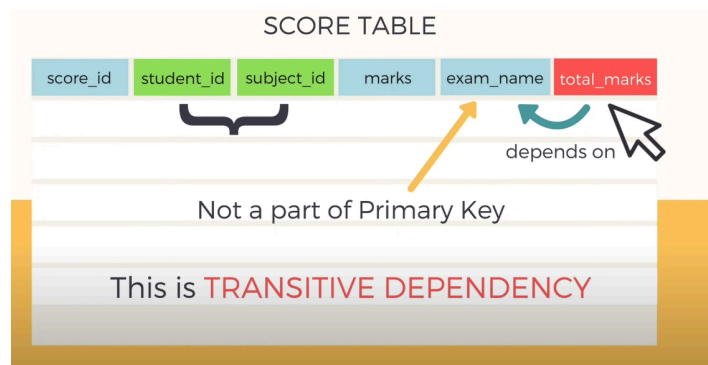 SCORE TABLE
score_id student_id subject_id marks exam_name total_marks
depends on
Not a part of Primary Key
This is TRANSITIVE DEPENDENCY